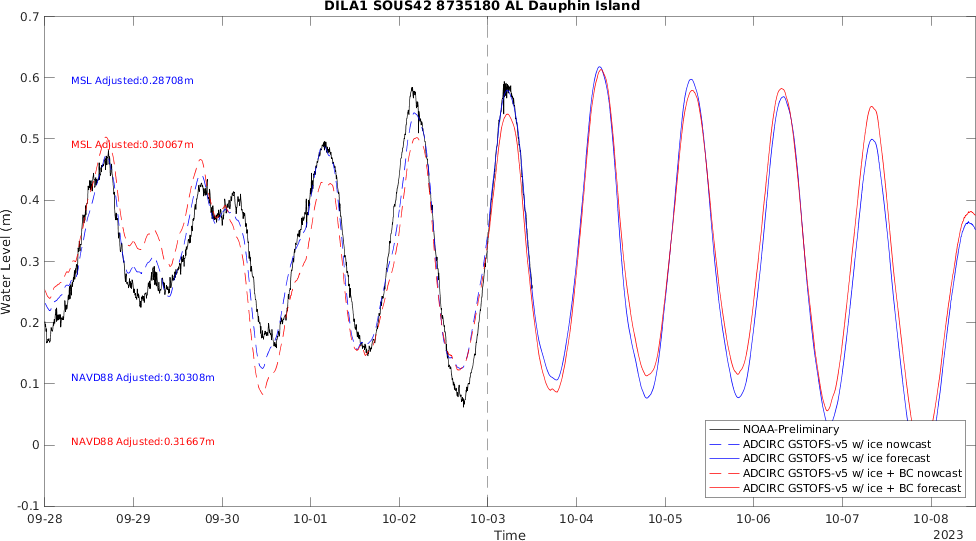 DILA1 SOUS42 8735180 AL Dauphin Island
0.7
0.6
0.5
0.4
0.3
0.2
0.1
0
-0.1
Water Level (m)
MSL Adjusted:0.28708m
MSL Adjusted:0.30067m
NAVD88 Adjusted:0.30308m
NAVD88 Adjusted:0.31667m
NOAA-Preliminary
ADCIRC GSTOFS-v5 w/ ice nowcast
ADCIRC GSTOFS-v5 w/ ice forecast
ADCIRC GSTOFS-v5 w/ ice + BC nowcast
ADCIRC GSTOFS-v5 w/ ice + BC forecast
09-28 09-29 09-30 10-01 10-02 10-03 10-04 10-05 10-06 10-07 10-08
Time
2023